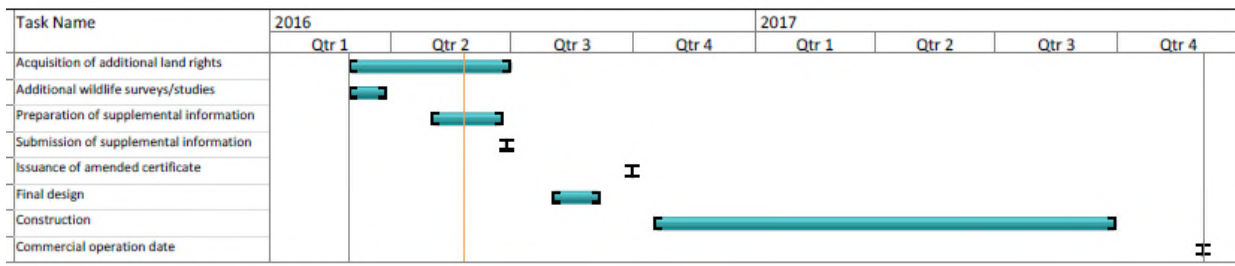 Task Name 2016 2017
Qtr 1 Qtr 2 Qtr 3 Qtr 4 Qtr 1 Qtr 2 Qtr 3 Qtr 4
Acquisition of additional land rights
Additional wildlife surveys/studies
Preparation of supplemental information
Submission of supplemental information
Issuance of amended certificate
Final design
Construction
Commercial operation date